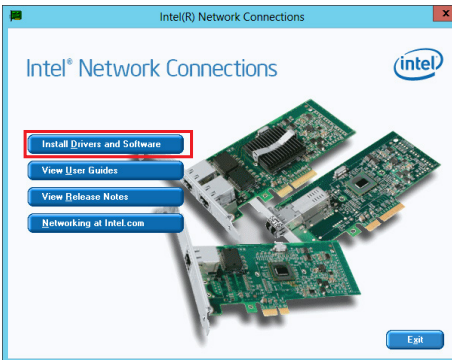 Intel(R) Network Connections
x
Intel® Network Connections
intel
Install Drivers and Software
View User Guides
View Release Notes
Networking at Intel.com
Exit